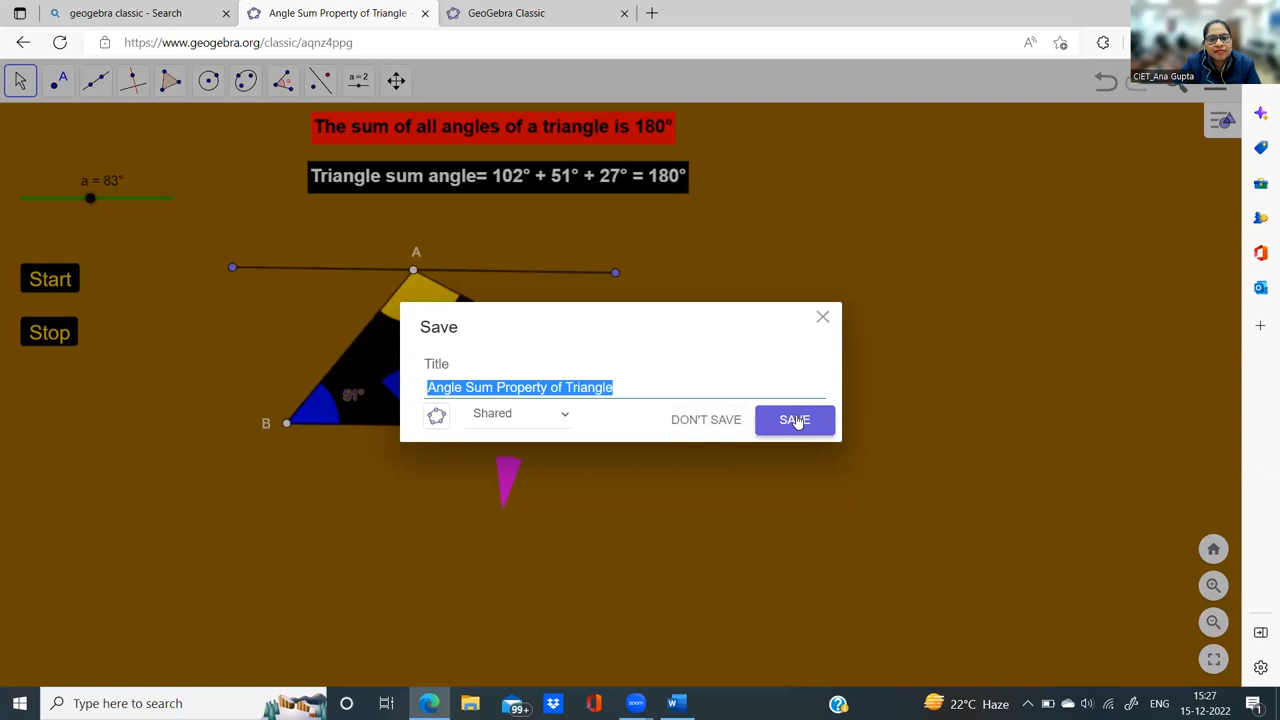 geogebra classic - Search
Angle Sum Property of Triangle -
GeoGebra Classic
https://www.geogebra.org/classic/aqnz4ppg
CIET_Ana Gupta
a=2
The sum of all angles of a triangle is 180°
Triangle sum angle= 102° + 51° + 27° = 180°
a = 83°
A
Start
Stop
Save
Title
Angle Sum Property of Triangle
51°
Shared
DON'T SAVE
SAVE
B
Type here to search
99+
22°C Haze
ENG
15:27
15-12-2022
1